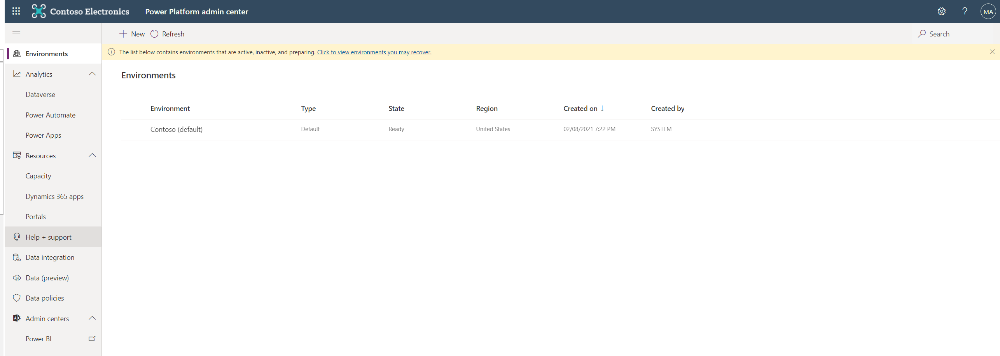 Contoso Electronics Power Platform admin center ? MA
New Refresh Search
The list below contains environments that are active, inactive, and preparing. Click to view environments you may recover.
Environments
Analytics
Dataverse
Power Automate
Power Apps
Resources
Capacity
Dynamics 365 apps
Portals
Help + support
Data integration
Data (preview)
Data policies
Admin centers
Power BI
Environments
Environment Type State Region Created on ↓ Created by
Contoso (default) Default Ready United States 02/08/2021 7:22 PM SYSTEM